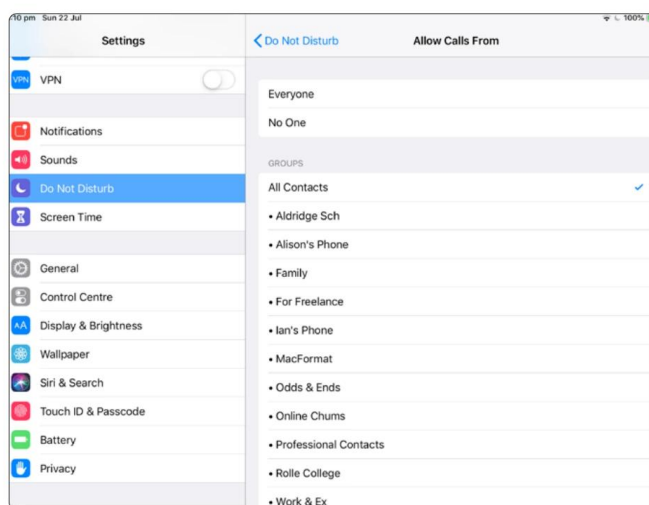 :10 pm Sun 22 Jul
100%
Settings
VPN VPN
Notifications
Sounds
Do Not Disturb
Screen Time
General
Control Centre
AA Display & Brightness
Wallpaper
Siri & Search
Touch ID & Passcode
Battery
Privacy
Do Not Disturb
Allow Calls From
Everyone
No One
GROUPS
All Contacts
• Aldridge Sch
• Alison's Phone
• Family
• For Freelance
• Ian's Phone
• MacFormat
• Odds & Ends
• Online Chums
• Professional Contacts
• Rolle College
• Work & Ex